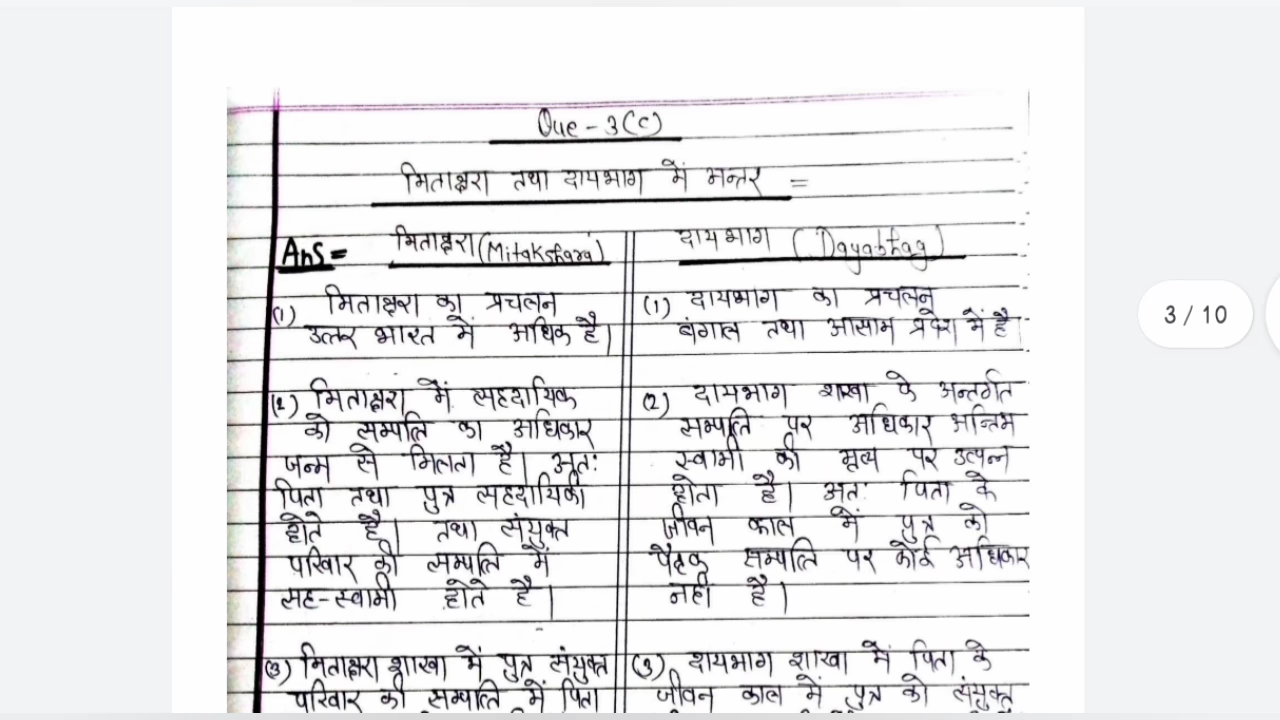 Que - 3(c)
मिताक्षरा तथा दायभाग में अन्तर =
Ans = मिताक्षरा (Mitakshara)
(1) मिताक्षरा का प्रचलन
उत्तर भारत में अधिक है।
(2) मिताक्षरा में सहदायिक
को सम्पत्ति का अधिकार
जन्म से मिलता है। अतः
पिता तथा पुत्र सहदायिकी
होते है। तथा संयुक्त
परिवार की सम्पत्ति में
सह-स्वामी होते है।
(3) मिताक्षरा शाखा में पुत्र संयुक्त
परिवार की सम्पत्ति में पिता
दायभाग (Dayabhag)
(1) दायभाग का प्रचलन
बंगाल तथा आसाम प्रदेश में है
(2) दायभाग शाखा के अन्तर्गत
सम्पत्ति पर अधिकार अन्तिम
स्वामी की मृत्य पर उत्पन्न
होता है। अतः पिता के
जीवन काल में पुत्र को
पैतृक सम्पत्ति पर कोई अधिकार
नही है।
(3) दायभाग शाखा में पिता के
जीवन काल में पुत्र को संयुक्त
3 / 10